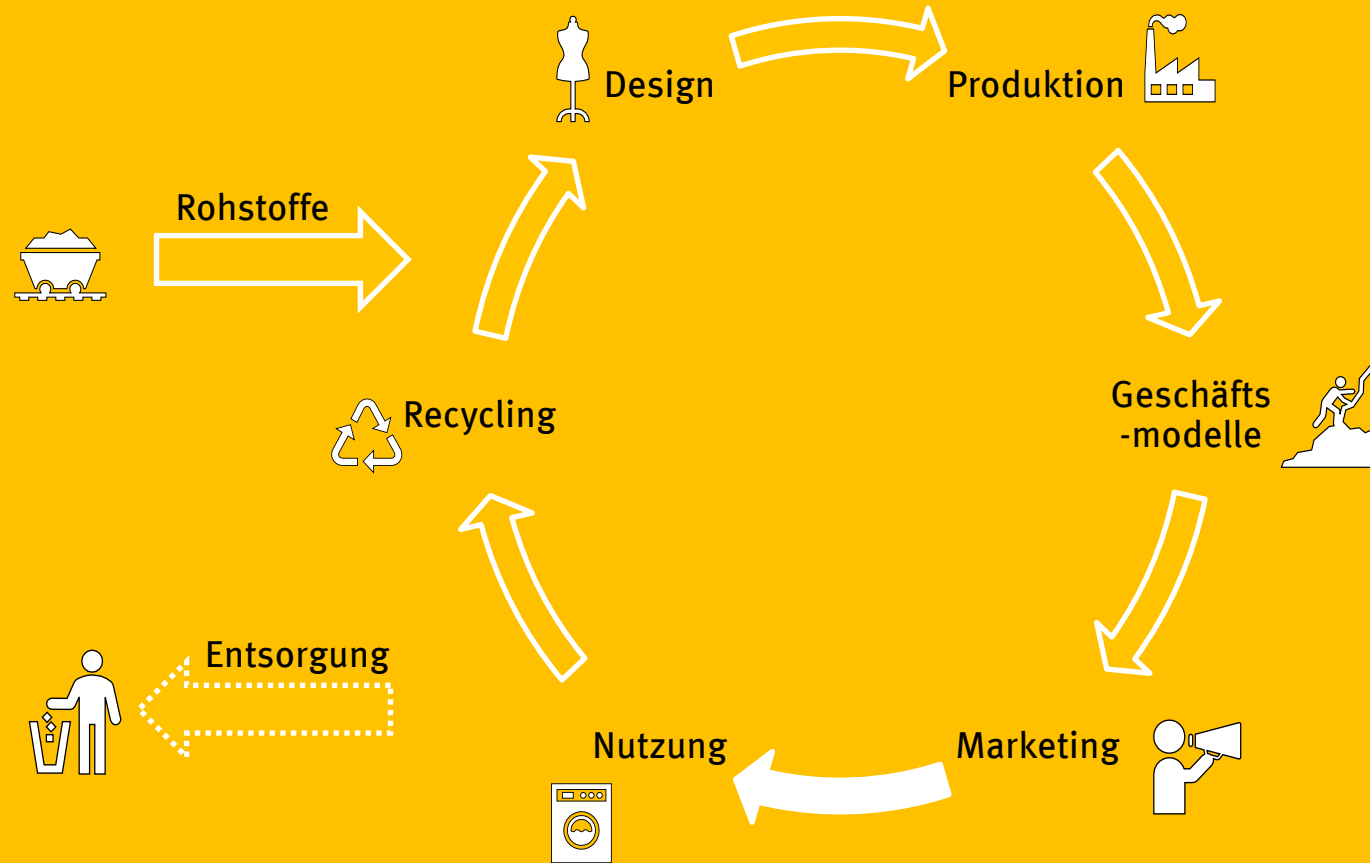 Design
Produktion
Rohstoffe
Recycling
Geschäfts
-modelle
Entsorgung
Nutzung
Marketing